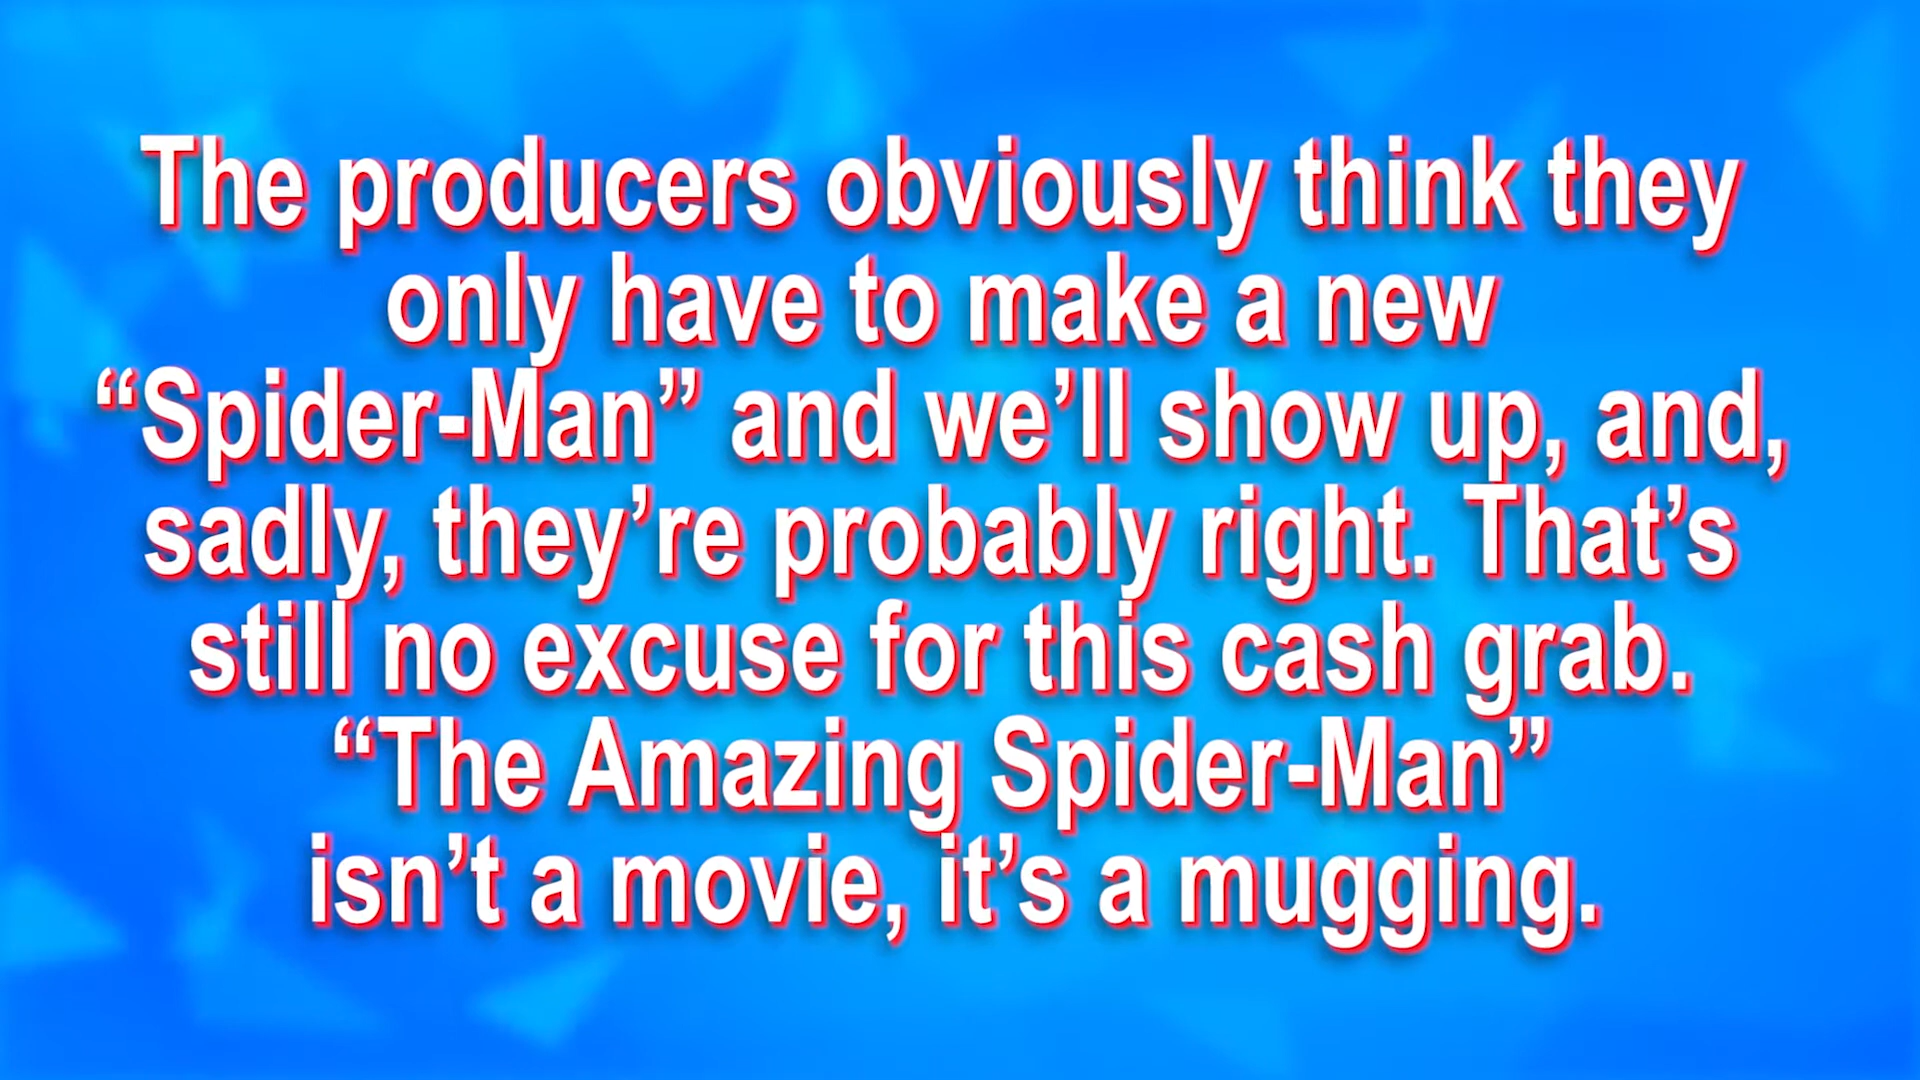 The producers obviously think they
only have to make a new
“Spider-Man” and we’ll show up, and,
sadly, they’re probably right. That’s
still no excuse for this cash grab.
“The Amazing Spider-Man”
isn’t a movie, it’s a mugging.